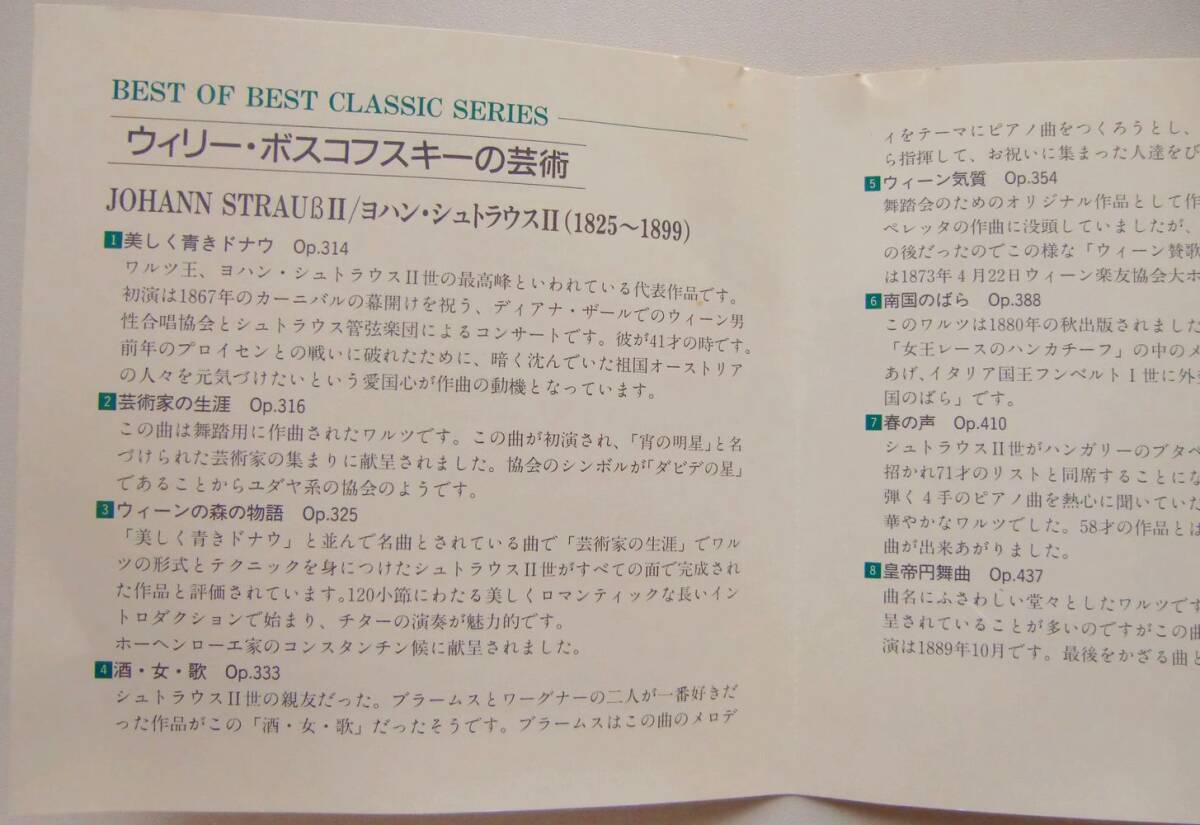 BEST OF BEST CLASSIC SERIES
ウィリー・ボスコフスキーの芸術
JOHANN STRAUßII/ヨハン・シュトラウスII(1825〜1899)
1 美しく青きドナウ Op.314
ワルツ王、ヨハン・シュトラウスII世の最高峰といわれている代表作品です。
初演は1867年のカーニバルの幕開けを祝う、ディアナ・ザールでのウィーン男
性合唱協会とシュトラウス管弦楽団によるコンサートです。彼が41才の時です。
前年のプロイセンとの戦いに破れたために、暗く沈んでいた祖国オーストリア
の人々を元気づけたいという愛国心が作曲の動機となっています。
2 芸術家の生涯 Op.316
この曲は舞踏用に作曲されたワルツです。この曲が初演され、「宵の明星」と名
づけられた芸術家の集まりに献呈されました。協会のシンボルが「ダビデの星」
であることからユダヤ系の協会のようです。
3 ウィーンの森の物語 Op.325
「美しく青きドナウ」と並んで名曲とされている曲で「芸術家の生涯」でワル
ツの形式とテクニックを身につけたシュトラウスII世がすべての面で完成され
た作品と評価されています。120小節にわたる美しくロマンティックな長いイン
トロダクションで始まり、チターの演奏が魅力的です。
ホーヘンローエ家のコンスタンチン候に献呈されました。
4 酒・女・歌 Op.333
シュトラウスII世の親友だった。ブラームスとワーグナーの二人が一番好きだ
った作品がこの「酒・女・歌」だったそうです。ブラームスはこの曲のメロデ
ィをテーマにピアノ曲をつくろうとし、
ら指揮して、お祝いに集まった人達をび
5 ウィーン気質 Op.354
舞踏会のためのオリジナル作品として作
ペレッタの作曲に没頭していましたが、
の後だったのでこの様な「ウィーン賛歌
は1873年4月22日ウィーン楽友協会大ホ
6 南国のばら Op.388
このワルツは1880年の秋出版されました
「女王レースのハンカチーフ」の中のメ
あげ、イタリア国王フンベルトI世に外
国のばら」です。
7 春の声 Op.410
シュトラウスII世がハンガリーのブタペ
招かれ71才のリストと同席することにな
弾く4手のピアノ曲を熱心に聞いていた
華やかなワルツでした。58才の作品とは
曲が出来あがりました。
8 皇帝円舞曲 Op.437
曲名にふさわしい堂々としたワルツです
呈されていることが多いのですがこの曲
演は1889年10月です。最後をかざる曲と